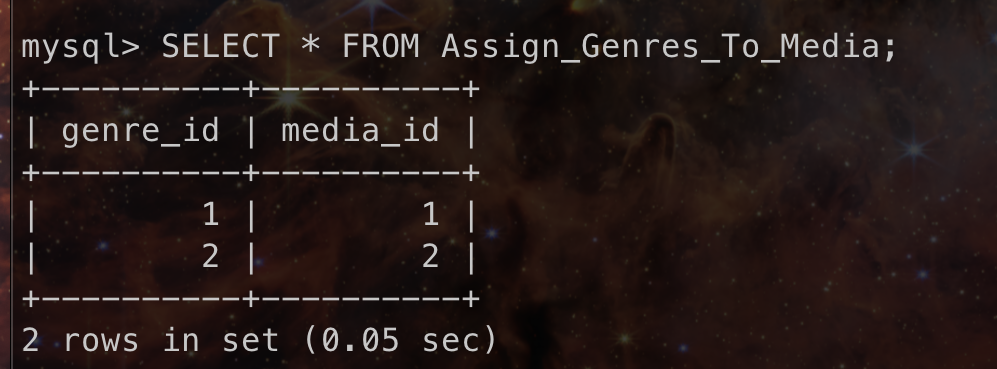 mysql> SELECT * FROM Assign_Genres_To_Media;
+----------+----------+
| genre_id | media_id |
+----------+----------+
|        1 |        1 |
|        2 |        2 |
+----------+----------+
2 rows in set (0.05 sec)